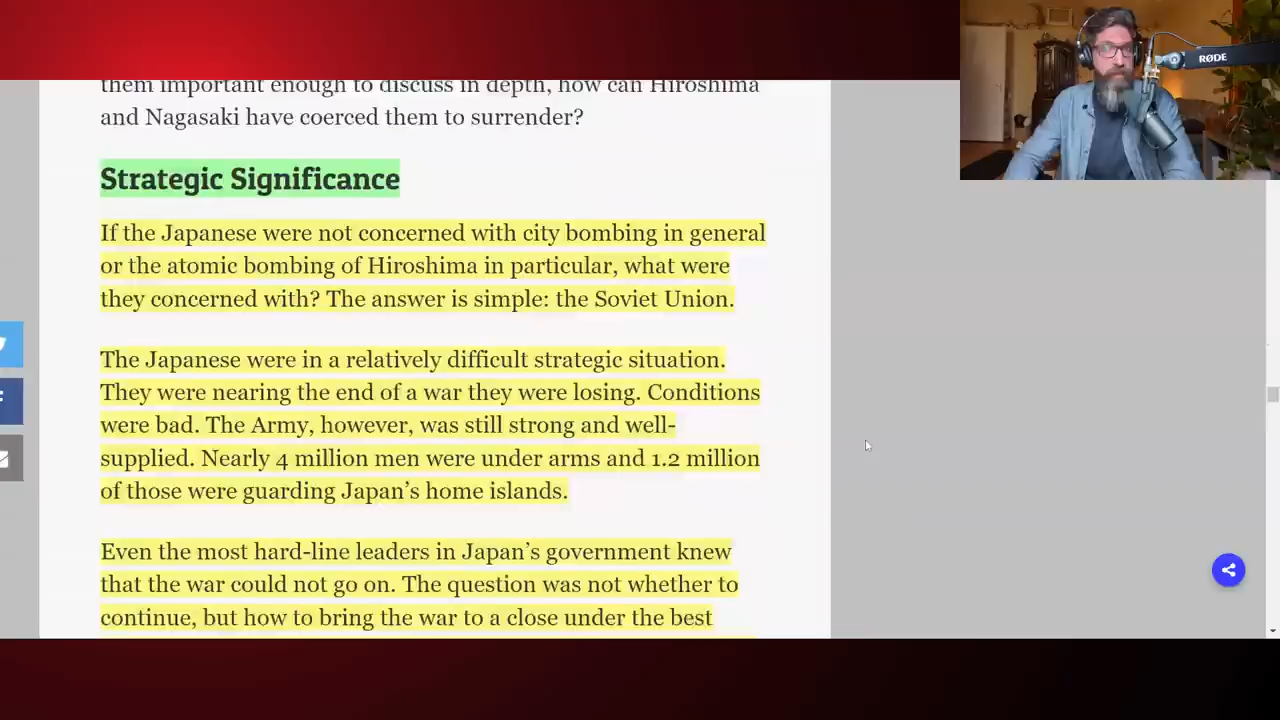 them important enough to discuss in depth, how can Hiroshima
and Nagasaki have coerced them to surrender?
Strategic Significance
If the Japanese were not concerned with city bombing in general
or the atomic bombing of Hiroshima in particular, what were
they concerned with? The answer is simple: the Soviet Union.
The Japanese were in a relatively difficult strategic situation.
They were nearing the end of a war they were losing. Conditions
were bad. The Army, however, was still strong and well-
supplied. Nearly 4 million men were under arms and 1.2 million
of those were guarding Japan’s home islands.
Even the most hard-line leaders in Japan’s government knew
that the war could not go on. The question was not whether to
continue, but how to bring the war to a close under the best
RØDE